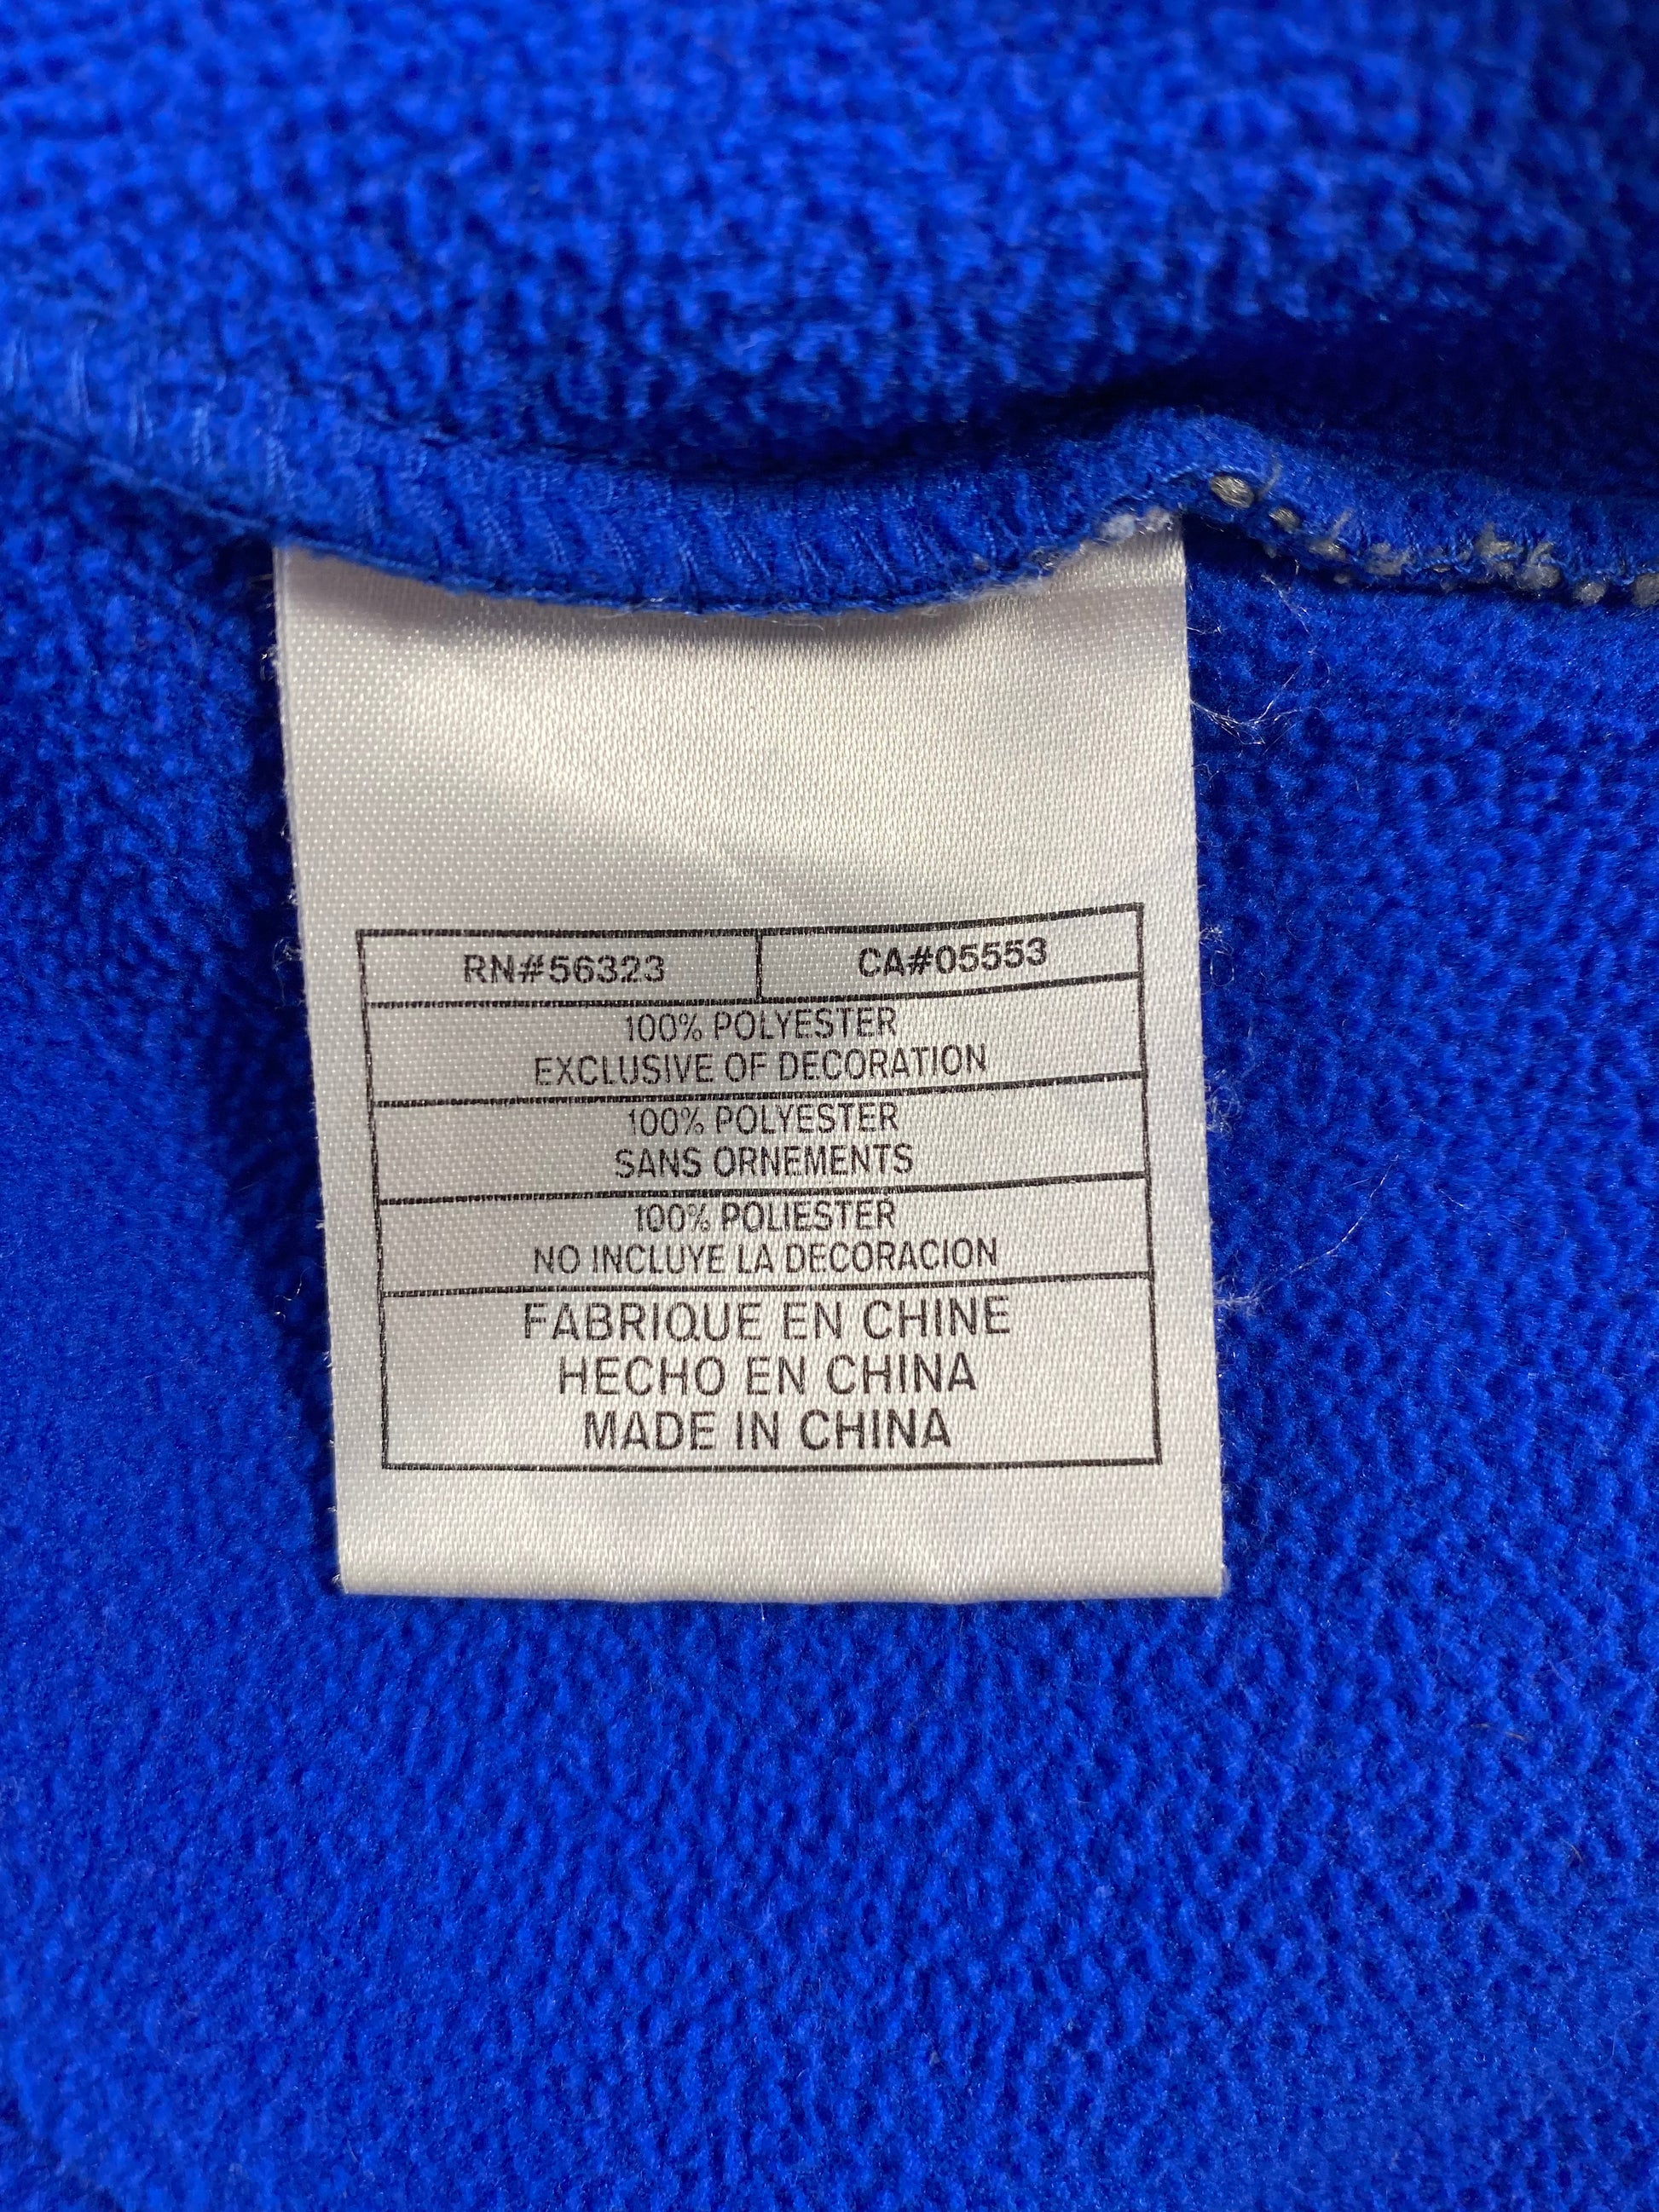 RN#56323 CA#05553
100% POLYESTER
EXCLUSIVE OF DECORATION
100% POLYESTER
SANS ORNEMENTS
100% POLIESTER
NO INCLUYE LA DECORACION
FABRIQUE EN CHINE
HECHO EN CHINA
MADE IN CHINA